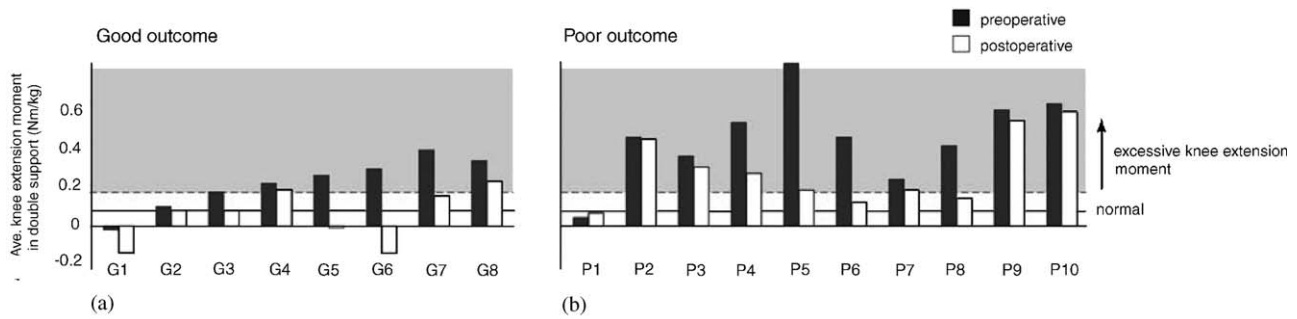 Good outcome
Poor outcome
preoperative
postoperative
Ave. knee extension moment
in double support (Nm/kg)
0.6
0.4
0.2
0
-0.2
excessive knee extension
moment
normal
G1 G2 G3 G4 G5 G6 G7 G8
P1 P2 P3 P4 P5 P6 P7 P8 P9 P10
(a)
(b)